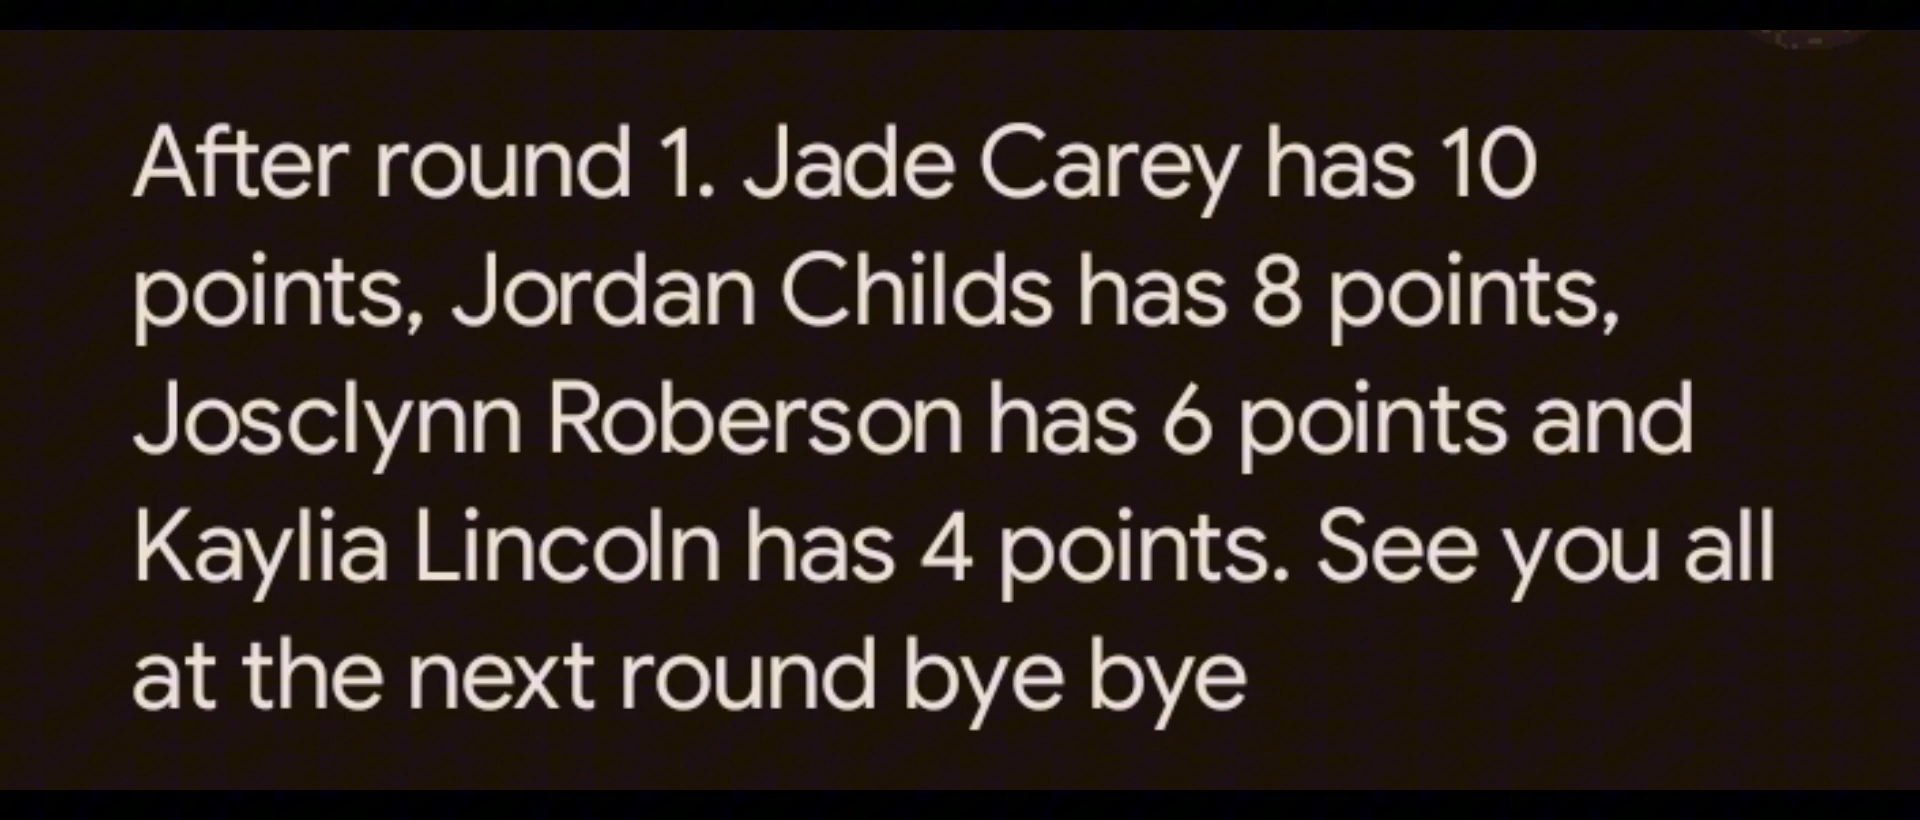 After round 1. Jade Carey has 10
points, Jordan Childs has 8 points,
Josclynn Roberson has 6 points and
Kaylia Lincoln has 4 points. See you all
at the next round bye bye